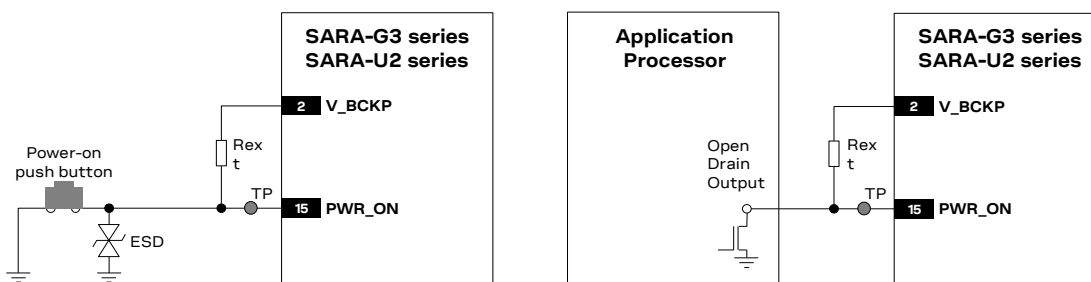 SARA-G3 series
SARA-U2 series
2 V_BCKP
Rex
t
Power-on
push button
TP
15 PWR_ON
ESD
Application
Processor
Open
Drain
Output
SARA-G3 series
SARA-U2 series
2 V_BCKP
Rex
t
TP
15 PWR_ON